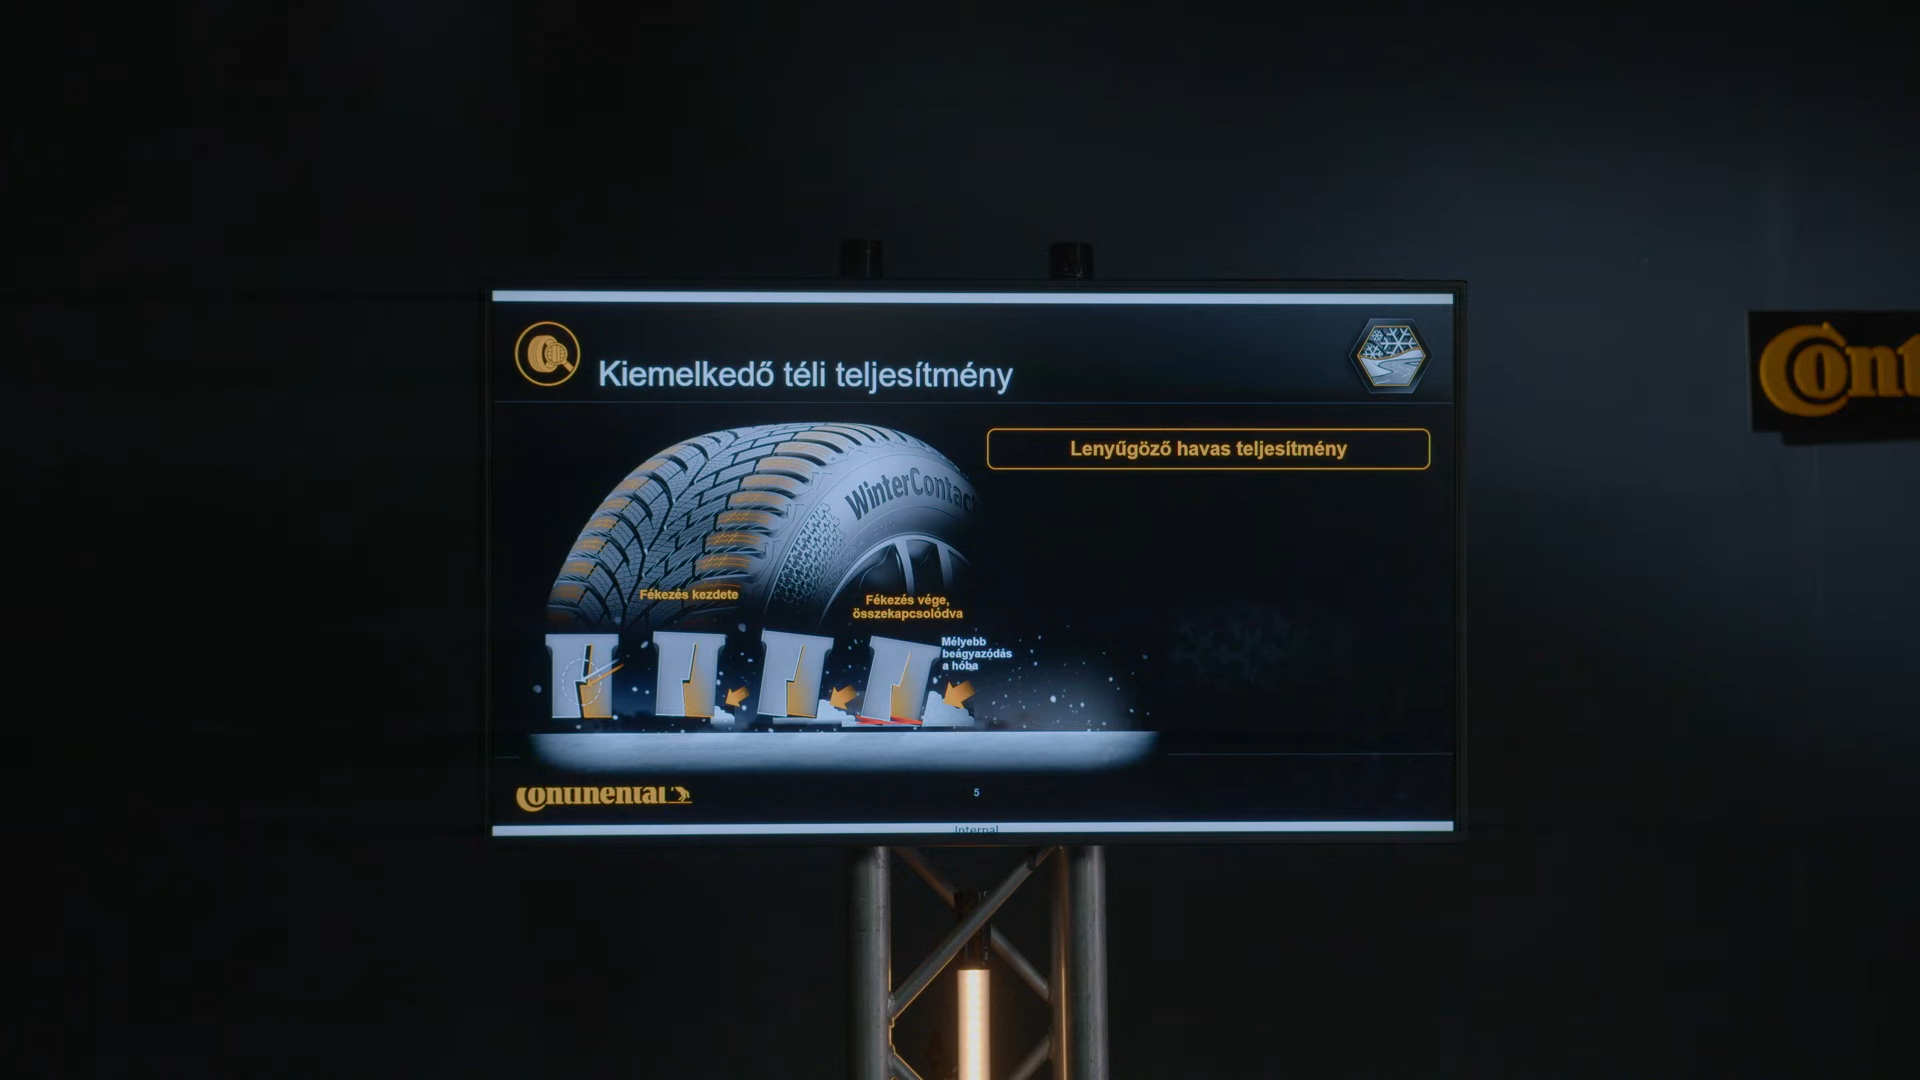 Kiemelkedő téli teljesítmény
Lenyűgöző havas teljesítmény
WinterContact
Fékezés kezdete
Fékezés vége,
összekapcsolódva
Mélyebb
beágyazódás
a hóba
Continental
5
Internal
Cont